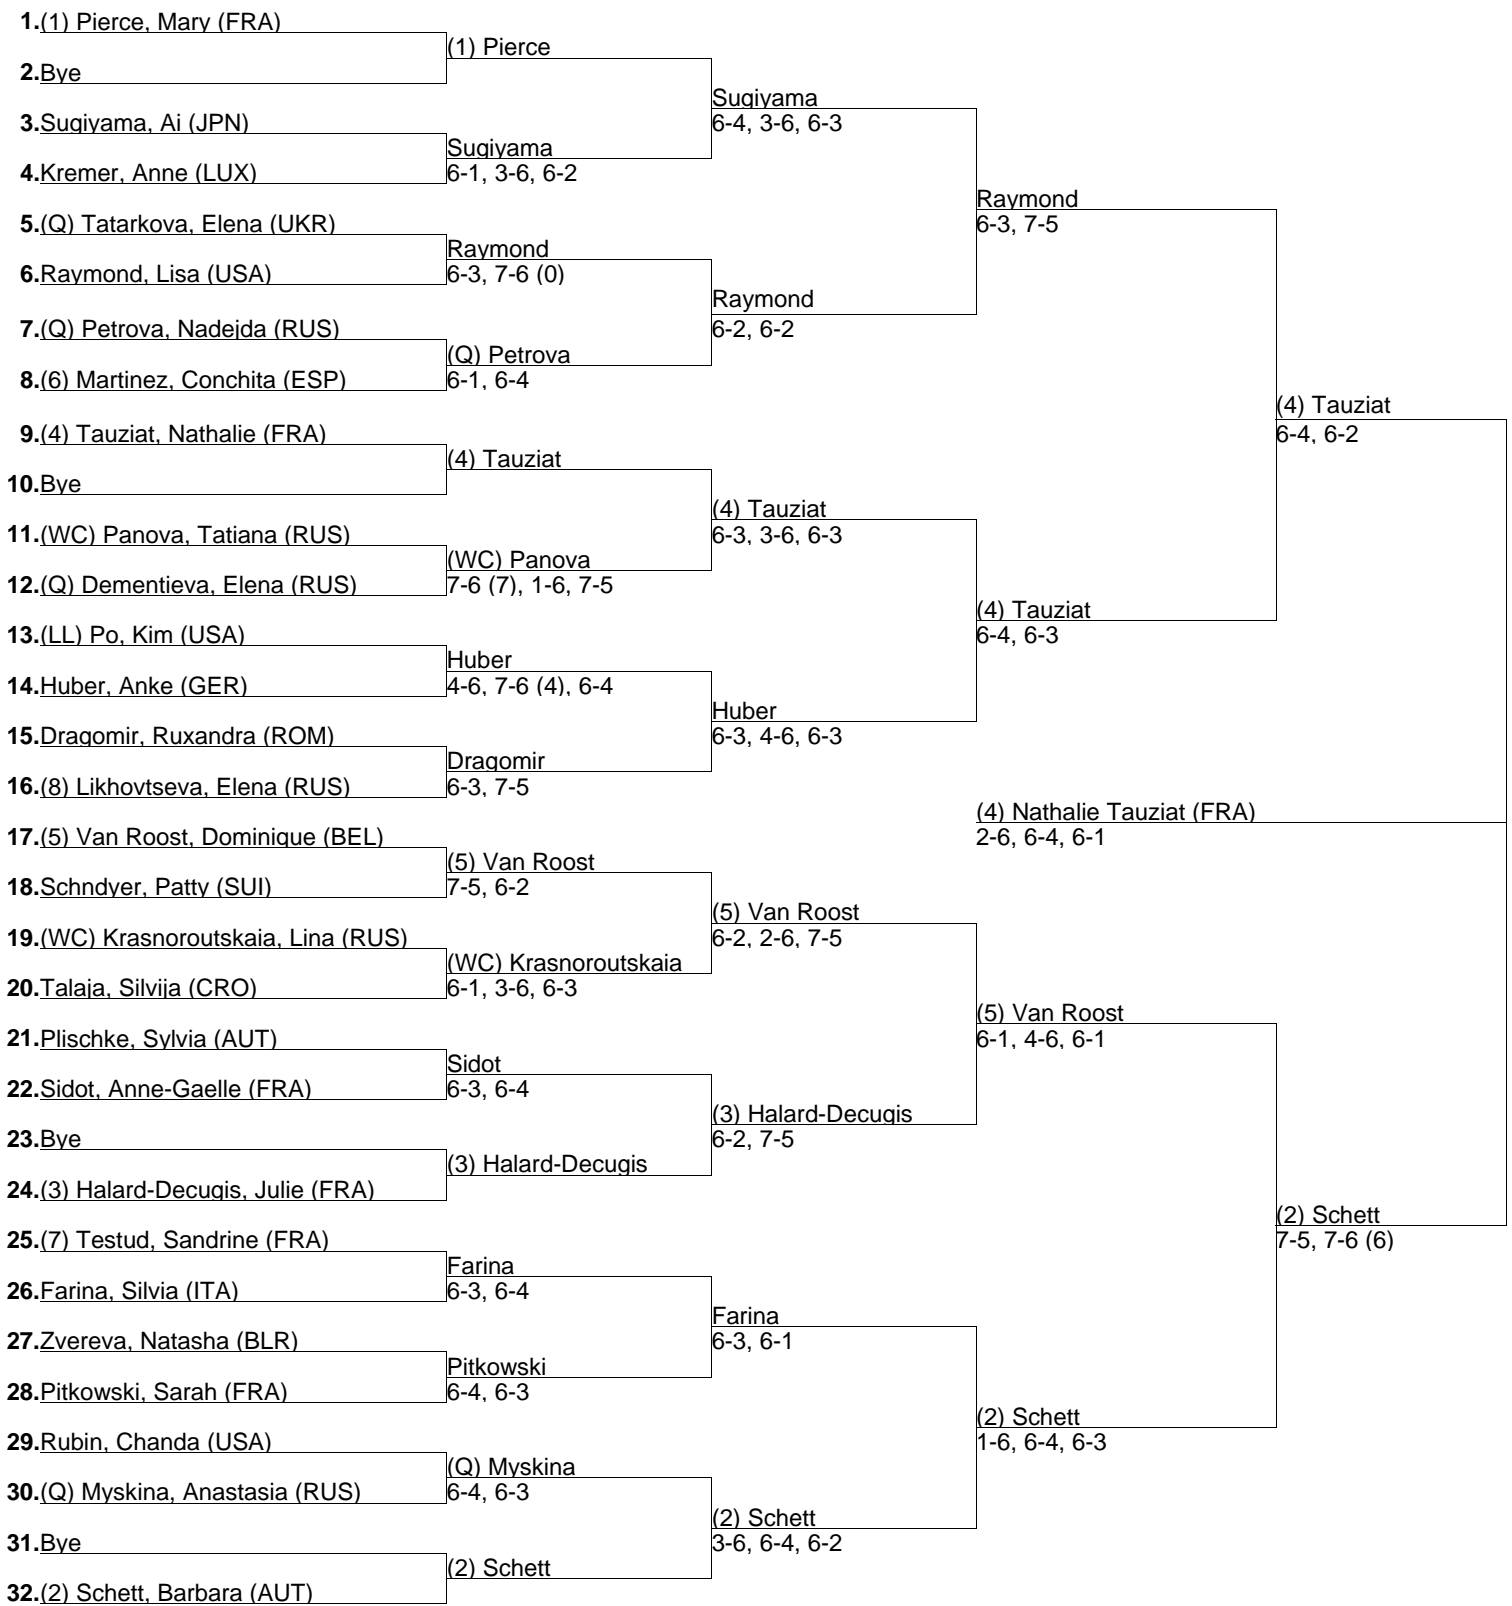 1.(1) Pierce, Mary (FRA)
(1) Pierce
2.Bye
Sugiyama
6-4, 3-6, 6-3
3.Sugiyama, Ai (JPN)
Sugiyama
6-1, 3-6, 6-2
4.Kremer, Anne (LUX)
Raymond
6-3, 7-5
5.(Q) Tatarkova, Elena (UKR)
Raymond
6-3, 7-6 (0)
6.Raymond, Lisa (USA)
Raymond
6-2, 6-2
7.(Q) Petrova, Nadejda (RUS)
(Q) Petrova
6-1, 6-4
8.(6) Martinez, Conchita (ESP)
(4) Tauziat
6-4, 6-2
9.(4) Tauziat, Nathalie (FRA)
(4) Tauziat
10.Bye
(4) Tauziat
6-3, 3-6, 6-3
11.(WC) Panova, Tatiana (RUS)
(WC) Panova
7-6 (7), 1-6, 7-5
12.(Q) Dementieva, Elena (RUS)
(4) Tauziat
6-4, 6-3
13.(LL) Po, Kim (USA)
Huber
4-6, 7-6 (4), 6-4
14.Huber, Anke (GER)
Huber
6-3, 4-6, 6-3
15.Dragomir, Ruxandra (ROM)
Dragomir
6-3, 7-5
16.(8) Likhovtseva, Elena (RUS)
(4) Nathalie Tauziat (FRA)
2-6, 6-4, 6-1
17.(5) Van Roost, Dominique (BEL)
(5) Van Roost
7-5, 6-2
18.Schndyer, Patty (SUI)
(5) Van Roost
6-2, 2-6, 7-5
19.(WC) Krasnoroutskaia, Lina (RUS)
(WC) Krasnoroutskaia
6-1, 3-6, 6-3
20.Talaja, Silvija (CRO)
(5) Van Roost
6-1, 4-6, 6-1
21.Plischke, Sylvia (AUT)
Sidot
6-3, 6-4
22.Sidot, Anne-Gaelle (FRA)
(3) Halard-Decugis
6-2, 7-5
23.Bye
(3) Halard-Decugis
24.(3) Halard-Decugis, Julie (FRA)
(2) Schett
7-5, 7-6 (6)
25.(7) Testud, Sandrine (FRA)
Farina
6-3, 6-4
26.Farina, Silvia (ITA)
Farina
6-3, 6-1
27.Zvereva, Natasha (BLR)
Pitkowski
6-4, 6-3
28.Pitkowski, Sarah (FRA)
(2) Schett
1-6, 6-4, 6-3
29.Rubin, Chanda (USA)
(Q) Myskina
6-4, 6-3
30.(Q) Myskina, Anastasia (RUS)
(2) Schett
3-6, 6-4, 6-2
31.Bye
(2) Schett
32.(2) Schett, Barbara (AUT)